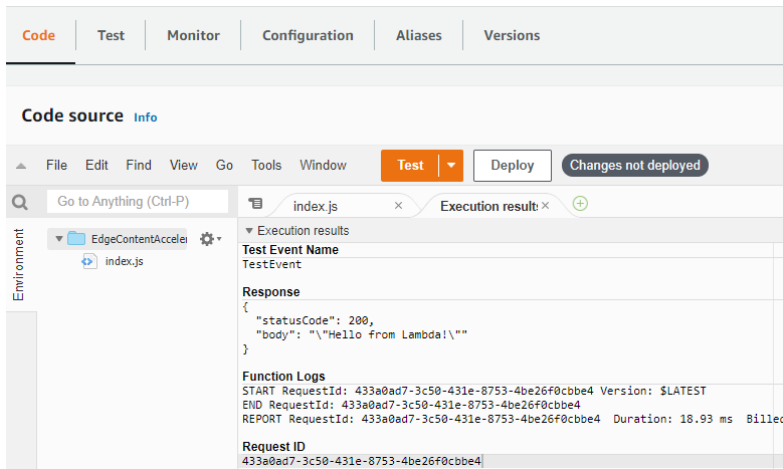 Code Test Monitor Configuration Aliases Versions
Code source Info
File Edit Find View Go Tools Window Test Deploy Changes not deployed
Go to Anything (Ctrl-P) index.js × Execution results ×
Environment
EdgeContentAcceler
index.js
Execution results
Test Event Name
TestEvent
Response
{
"statusCode": 200,
"body": "\"Hello from Lambda!\""
}
Function Logs
START RequestId: 433a0ad7-3c50-431e-8753-4be26f0cbbe4 Version: $LATEST
END RequestId: 433a0ad7-3c50-431e-8753-4be26f0cbbe4
REPORT RequestId: 433a0ad7-3c50-431e-8753-4be26f0cbbe4 Duration: 18.93 ms Billed
Request ID
433a0ad7-3c50-431e-8753-4be26f0cbbe4